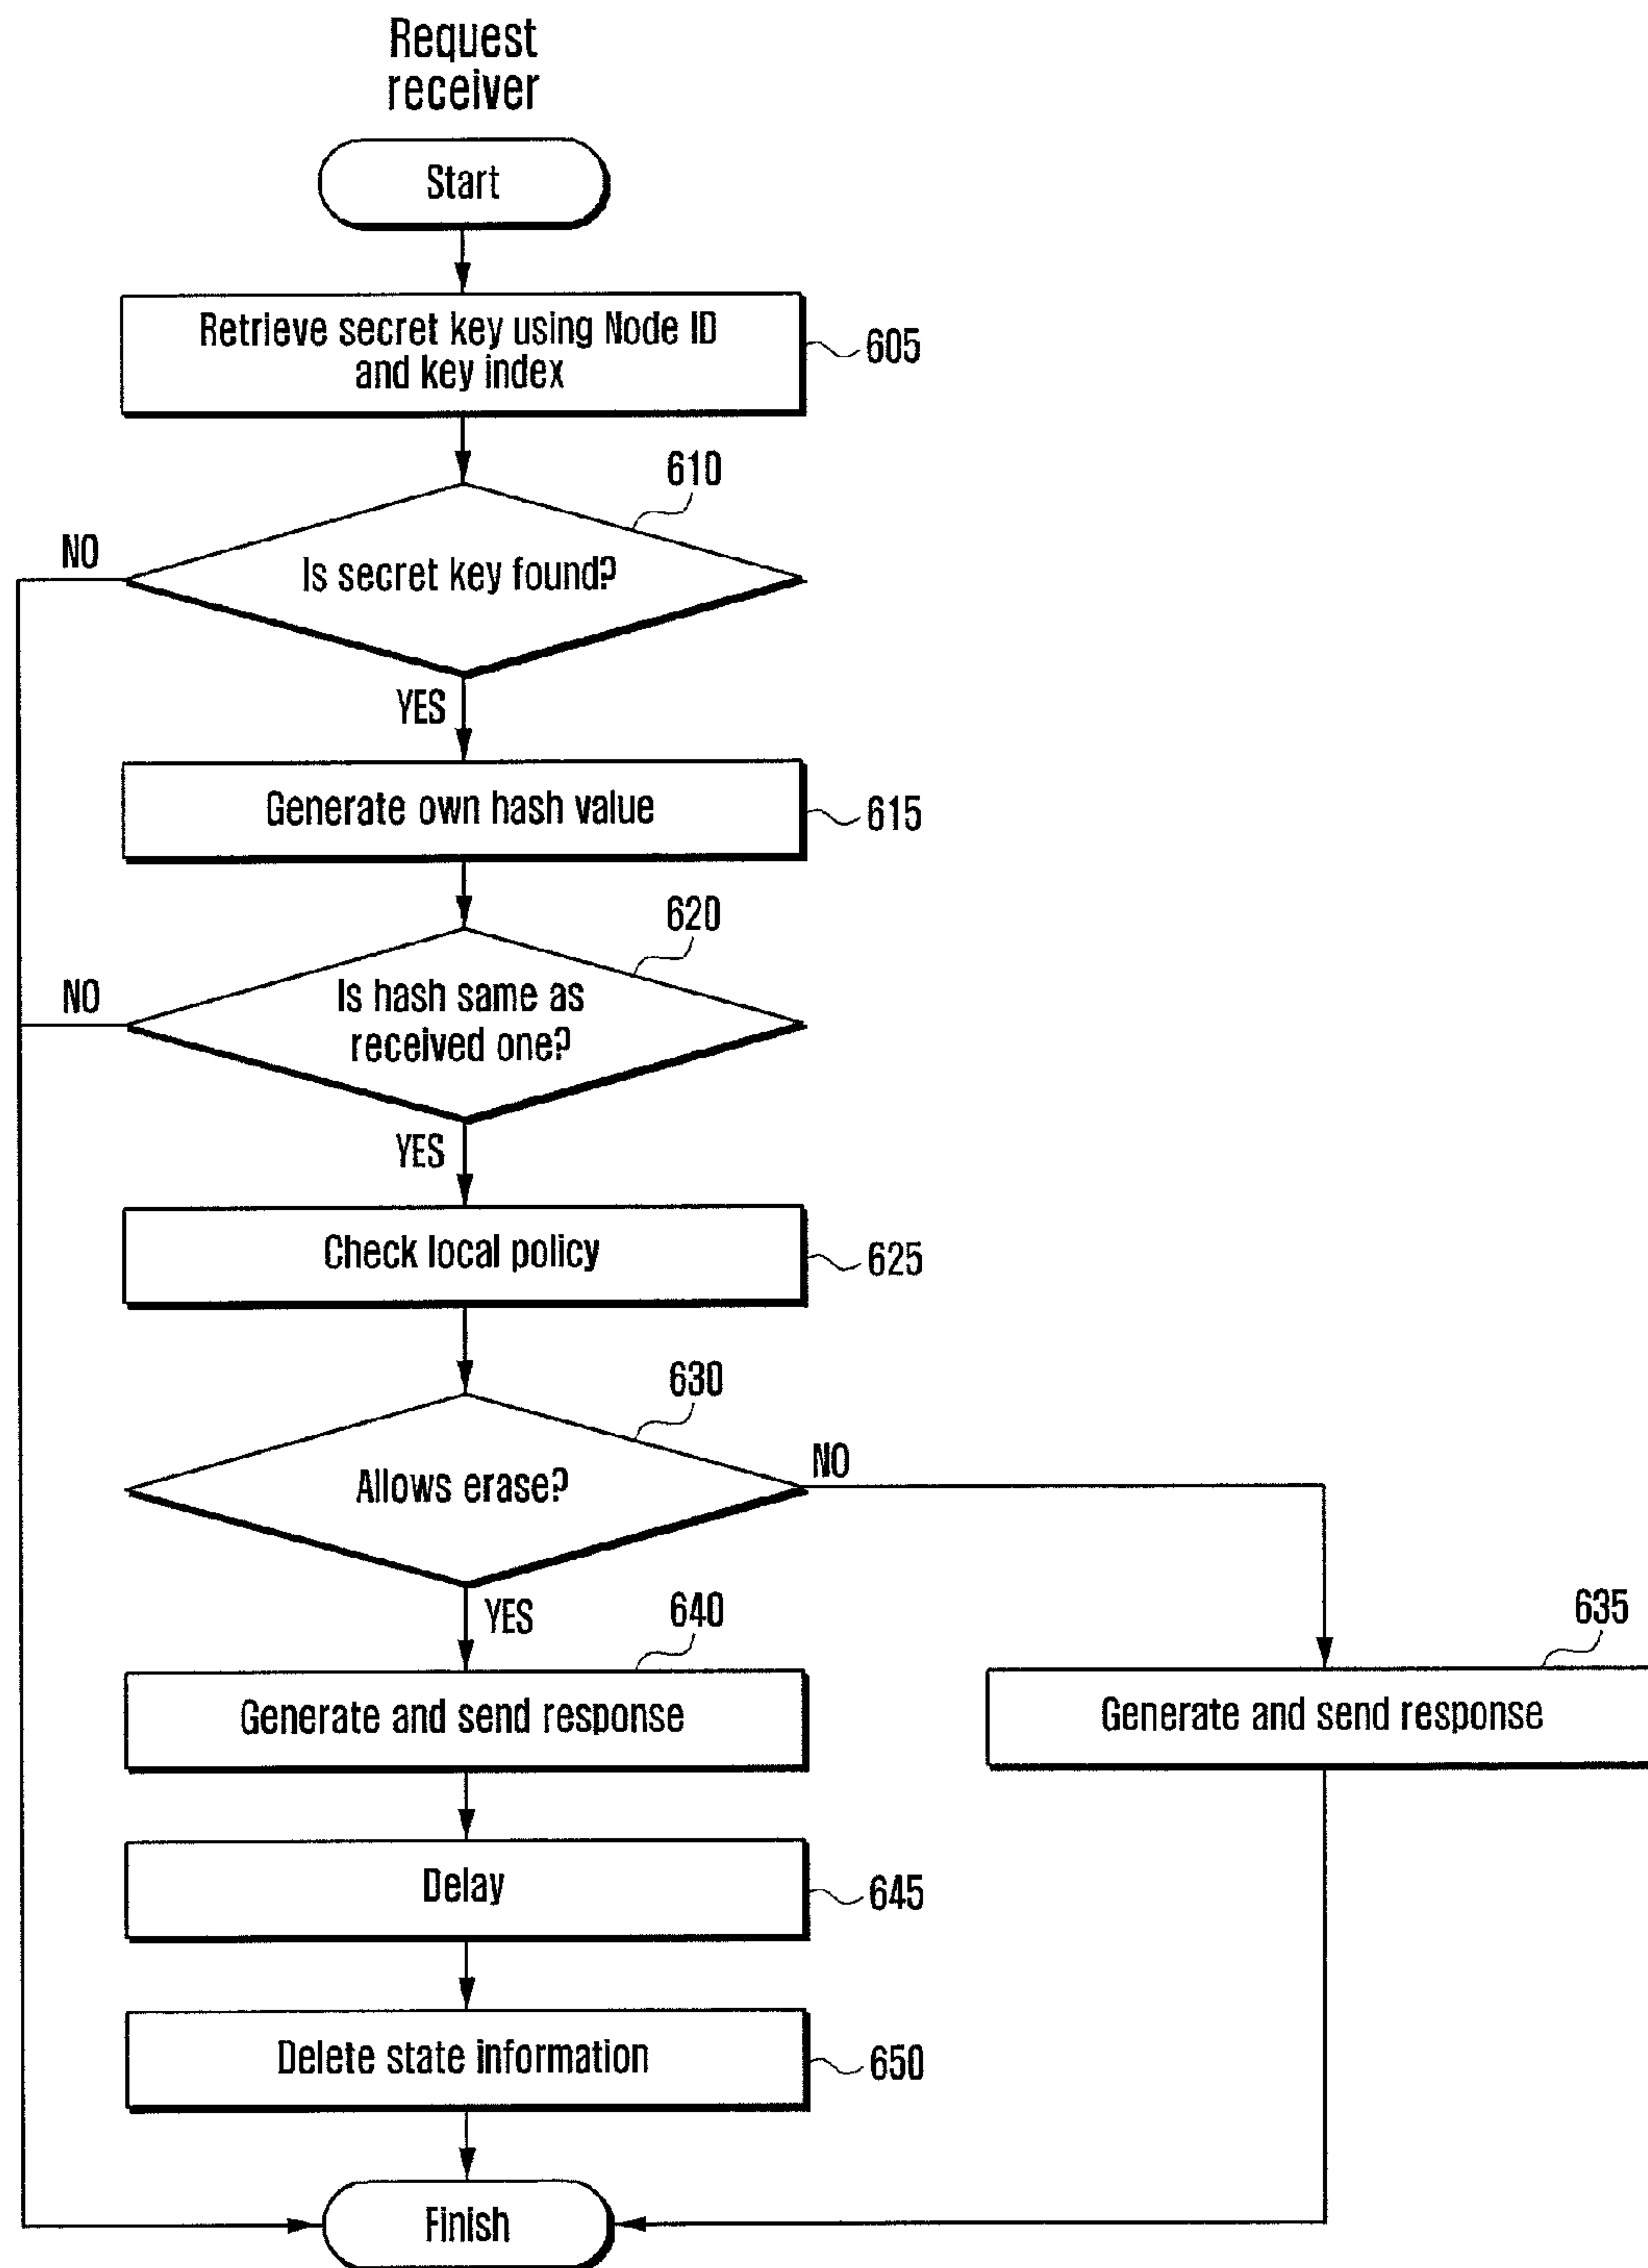 Request
receiver
Start
Retrieve secret key using Node ID
and key index
605
610
NO
Is secret key found?
YES
Generate own hash value
615
620
NO
Is hash same as
received one?
YES
Check local policy
625
630
NO
Allows erase?
YES
640
635
Generate and send response
Generate and send response
Delay
645
Delete state information
650
Finish